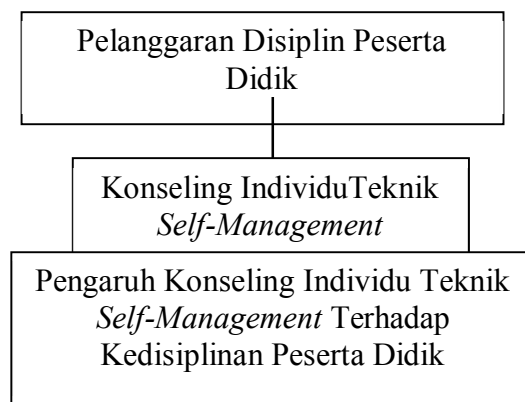 Pelanggaran Disiplin Peserta
Didik
Konseling IndividuTeknik
Self-Management
Pengaruh Konseling Individu Teknik
Self-Management Terhadap
Kedisiplinan Peserta Didik